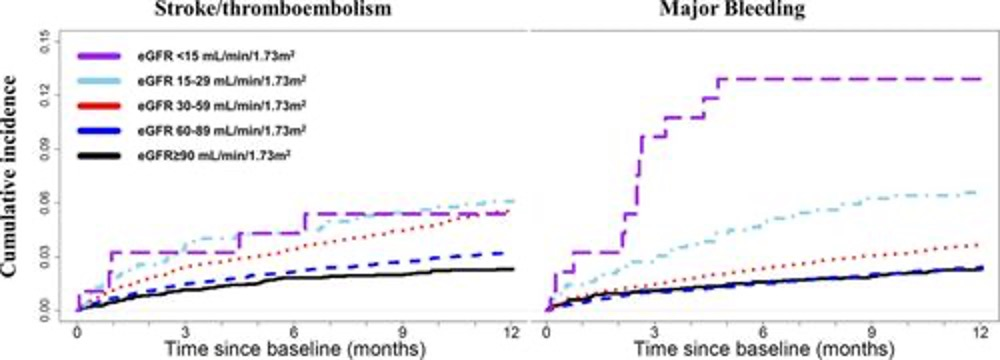 Stroke/thromboembolism
Major Bleeding
Cumulative incidence
0.15
0.12
0.09
0.06
0.03
0.00
eGFR <15 mL/min/1.73m²
eGFR 15-29 mL/min/1.73m²
eGFR 30-59 mL/min/1.73m²
eGFR 60-89 mL/min/1.73m²
eGFR≥90 mL/min/1.73m²
0 3 6 9 12
0 3 6 9 12
Time since baseline (months)
Time since baseline (months)